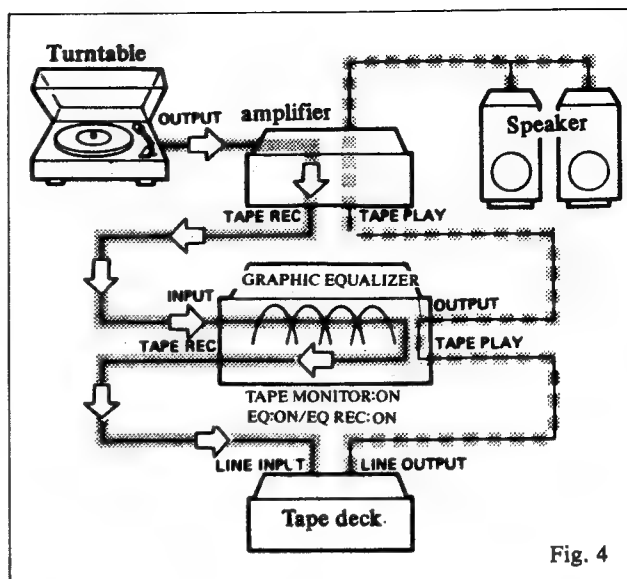 Turntable
OUTPUT
amplifier
Speaker
TAPE REC
TAPE PLAY
GRAPHIC EQUALIZER
INPUT
OUTPUT
TAPE REC
TAPE PLAY
TAPE MONITOR:ON
EQ:ON/EQ REC:ON
LINE INPUT
LINE OUTPUT
Tape deck
Fig. 4